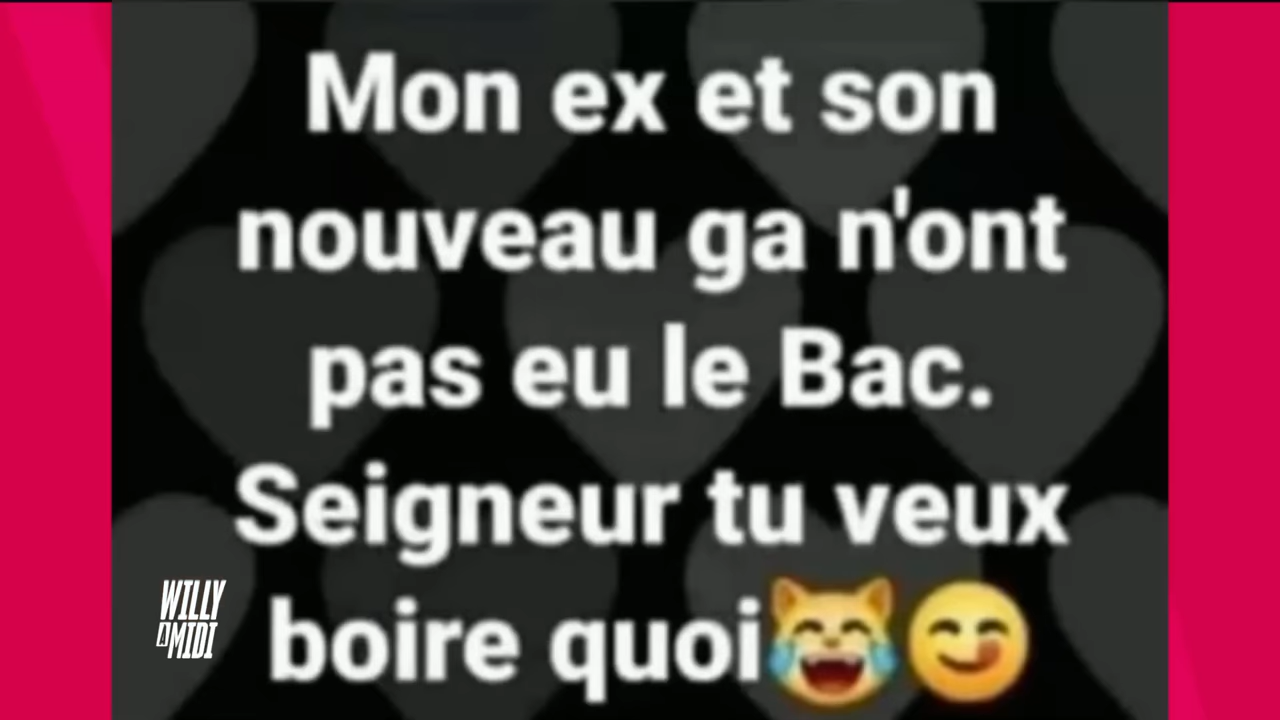 Mon ex et son
nouveau ga n'ont
pas eu le Bac.
Seigneur tu veux
boire quoi😹😋
WILLY
À MIDI